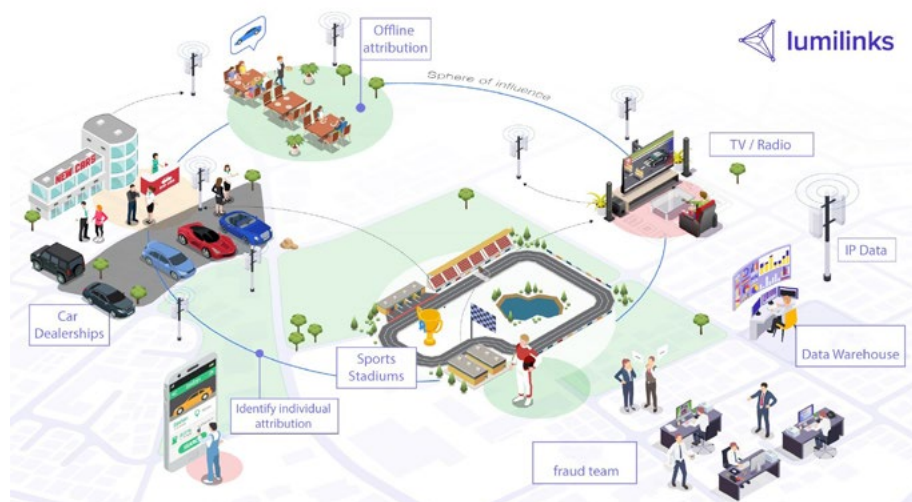 Offline
attribution
lumilinks
Sphere of influence
TV / Radio
NEW CARS
IP Data
Car
Dealerships
Data Warehouse
Sports
Stadiums
Identify individual
attribution
fraud team